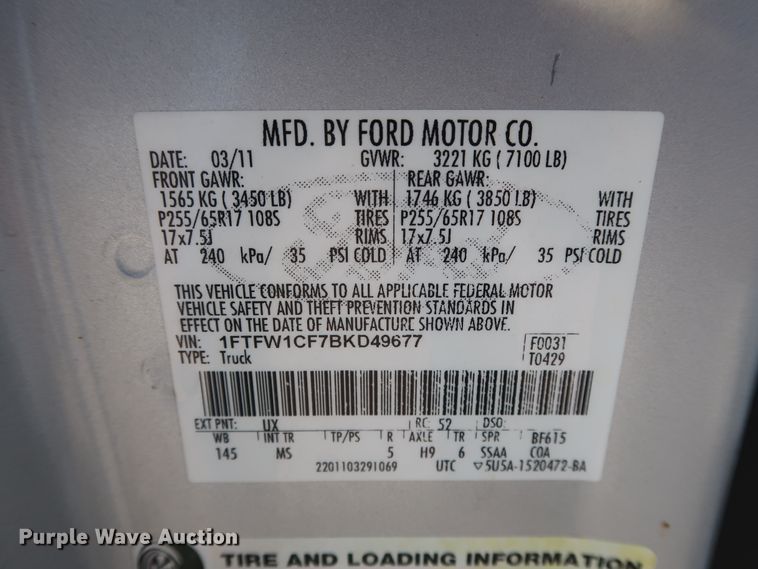 MFD. BY FORD MOTOR CO.
DATE: 03/11 GVWR: 3221 KG ( 7100 LB)
FRONT GAWR: REAR GAWR:
1565 KG ( 3450 LB) WITH 1746 KG ( 3850 LB) WITH
P255/65R17 108S TIRES P255/65R17 108S TIRES
17x7.5J RIMS 17x7.5J RIMS
AT 240 kPa/ 35 PSI COLD AT 240 kPa/ 35 PSI COLD
THIS VEHICLE CONFORMS TO ALL APPLICABLE FEDERAL MOTOR
VEHICLE SAFETY AND THEFT PREVENTION STANDARDS IN
EFFECT ON THE DATE OF MANUFACTURE SHOWN ABOVE.
VIN: 1FTFW1CF7BKD49677 F0031
TYPE: Truck T0429
EXT PNT: UX RC: 52 DSO:
WB INT TR TP/PS R AXLE TR SPR BF615
145 MS 5 H9 6 SSAA COA
2201103291069 UTC ▽5U5A-1520472-BA
Purple Wave Auction
TIRE AND LOADING INFORMATION